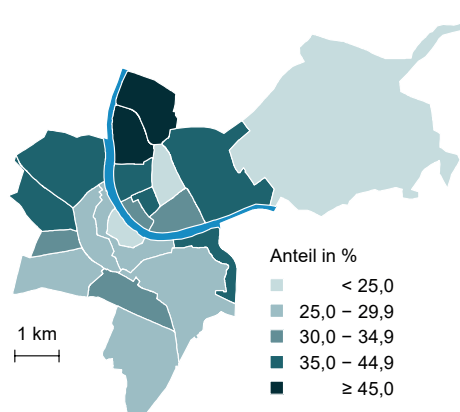 Anteil in %
< 25,0
25,0 – 29,9
30,0 – 34,9
35,0 – 44,9
≥ 45,0
1 km